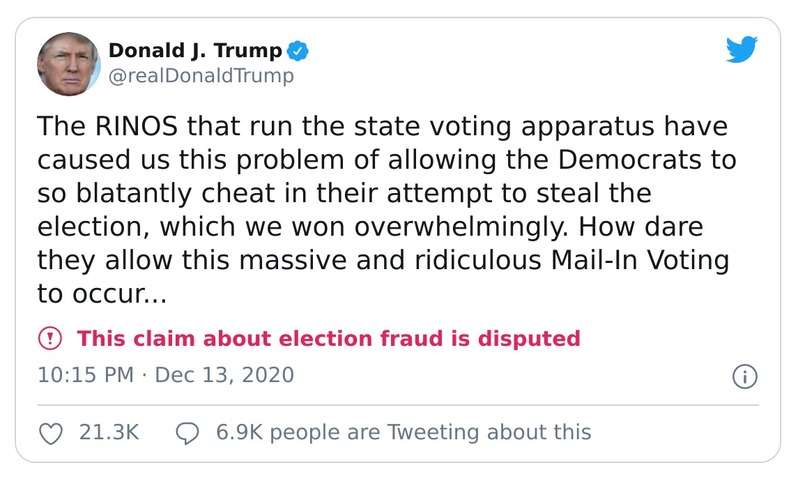 Donald J. Trump
@realDonaldTrump
The RINOS that run the state voting apparatus have
caused us this problem of allowing the Democrats to
so blatantly cheat in their attempt to steal the
election, which we won overwhelmingly. How dare
they allow this massive and ridiculous Mail-In Voting
to occur...
This claim about election fraud is disputed
10:15 PM · Dec 13, 2020
21.3K 6.9K people are Tweeting about this